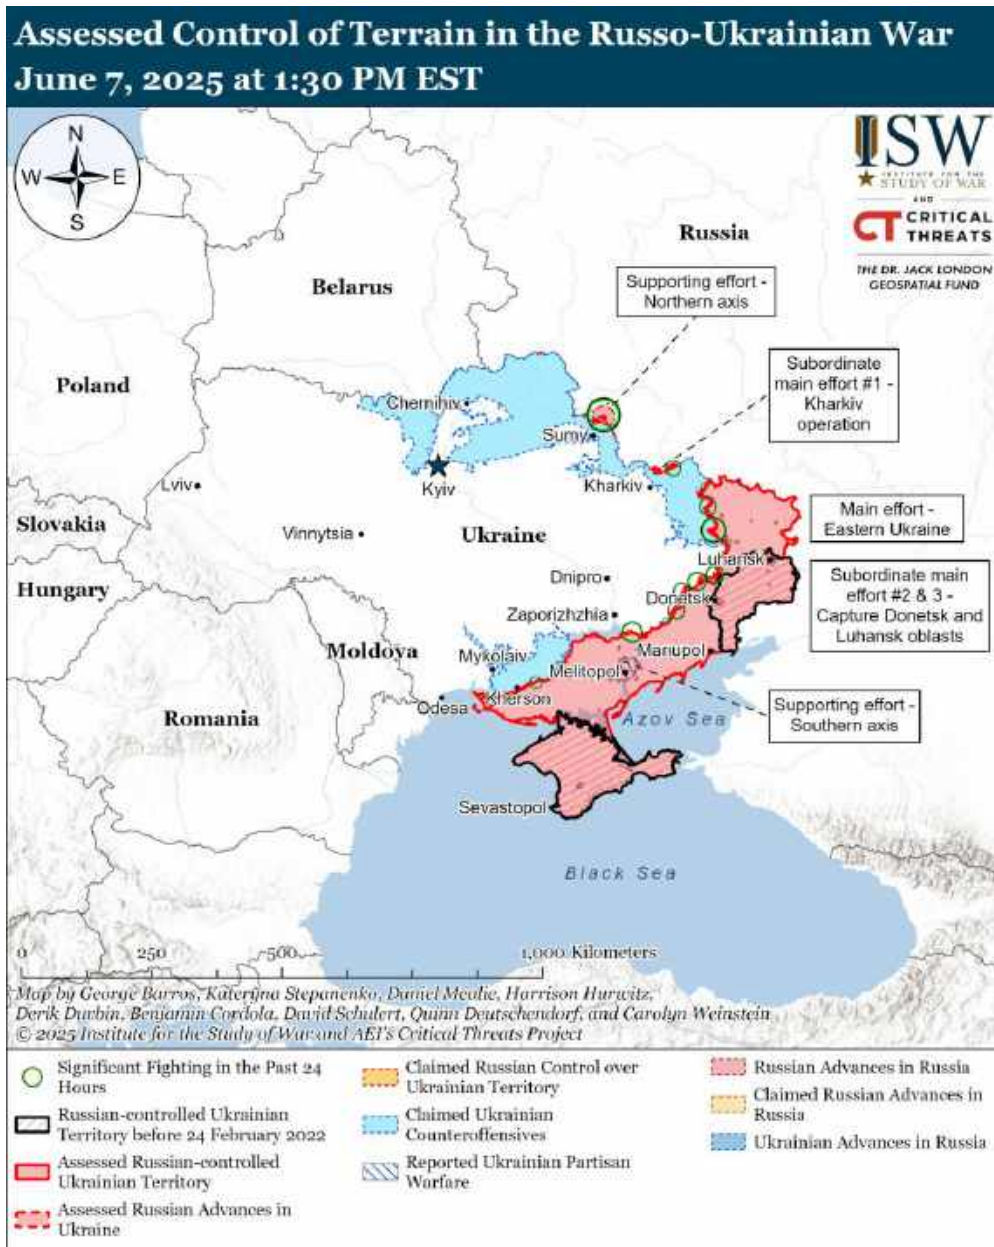 Assessed Control of Terrain in the Russo-Ukrainian War
June 7, 2025 at 1:30 PM EST
N
W
E
S
ISW
INSTITUTE FOR THE
STUDY OF WAR
AND
CT CRITICAL
THREATS
THE DR. JACK LONDON
GEOSPATIAL FUND
Russia
Belarus
Supporting effort -
Northern axis
Subordinate
main effort #1 -
Kharkiv
operation
Poland
Chernihiv
Sumy
Kyiv
Kharkiv
Lviv
Slovakia
Vinnytsia
Ukraine
Main effort -
Eastern Ukraine
Luhansk
Hungary
Dnipro
Donetsk
Subordinate main
effort #2 & 3 -
Capture Donetsk and
Luhansk oblasts
Zaporizhzhia
Moldova
Mykolaiv
Mariupol
Melitopol
Kherson
Odesa
Romania
Azov Sea
Supporting effort -
Southern axis
Sevastopol
Black Sea
0
250
500
1,000 Kilometers
Map by George Barros, Kateryna Stepanenko, Daniel Mealie, Harrison Hurwitz,
Derik Durbin, Benjamin Cordola, David Schulert, Quinn Deutschendorf, and Carolyn Weinstein
© 2025 Institute for the Study of War and AEI's Critical Threats Project
Significant Fighting in the Past 24
Hours
Russian-controlled Ukrainian
Territory before 24 February 2022
Assessed Russian-controlled
Ukrainian Territory
Assessed Russian Advances in
Ukraine
Claimed Russian Control over
Ukrainian Territory
Claimed Ukrainian
Counteroffensives
Reported Ukrainian Partisan
Warfare
Russian Advances in Russia
Claimed Russian Advances in
Russia
Ukrainian Advances in Russia